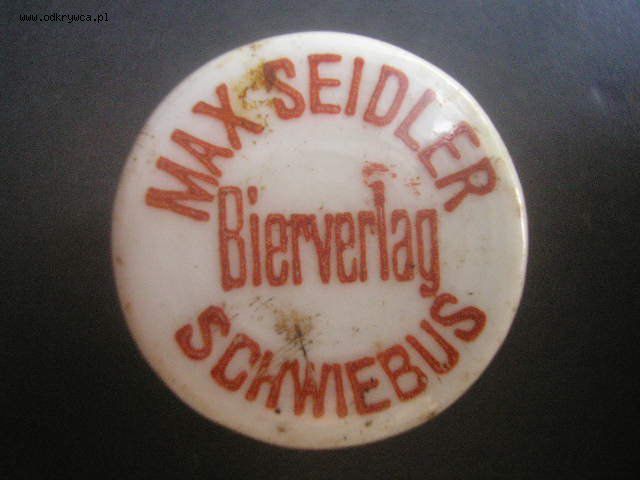 www.odkrywca.pl
MAX SEIDLER
Bierverlag
SCHWIEBUS